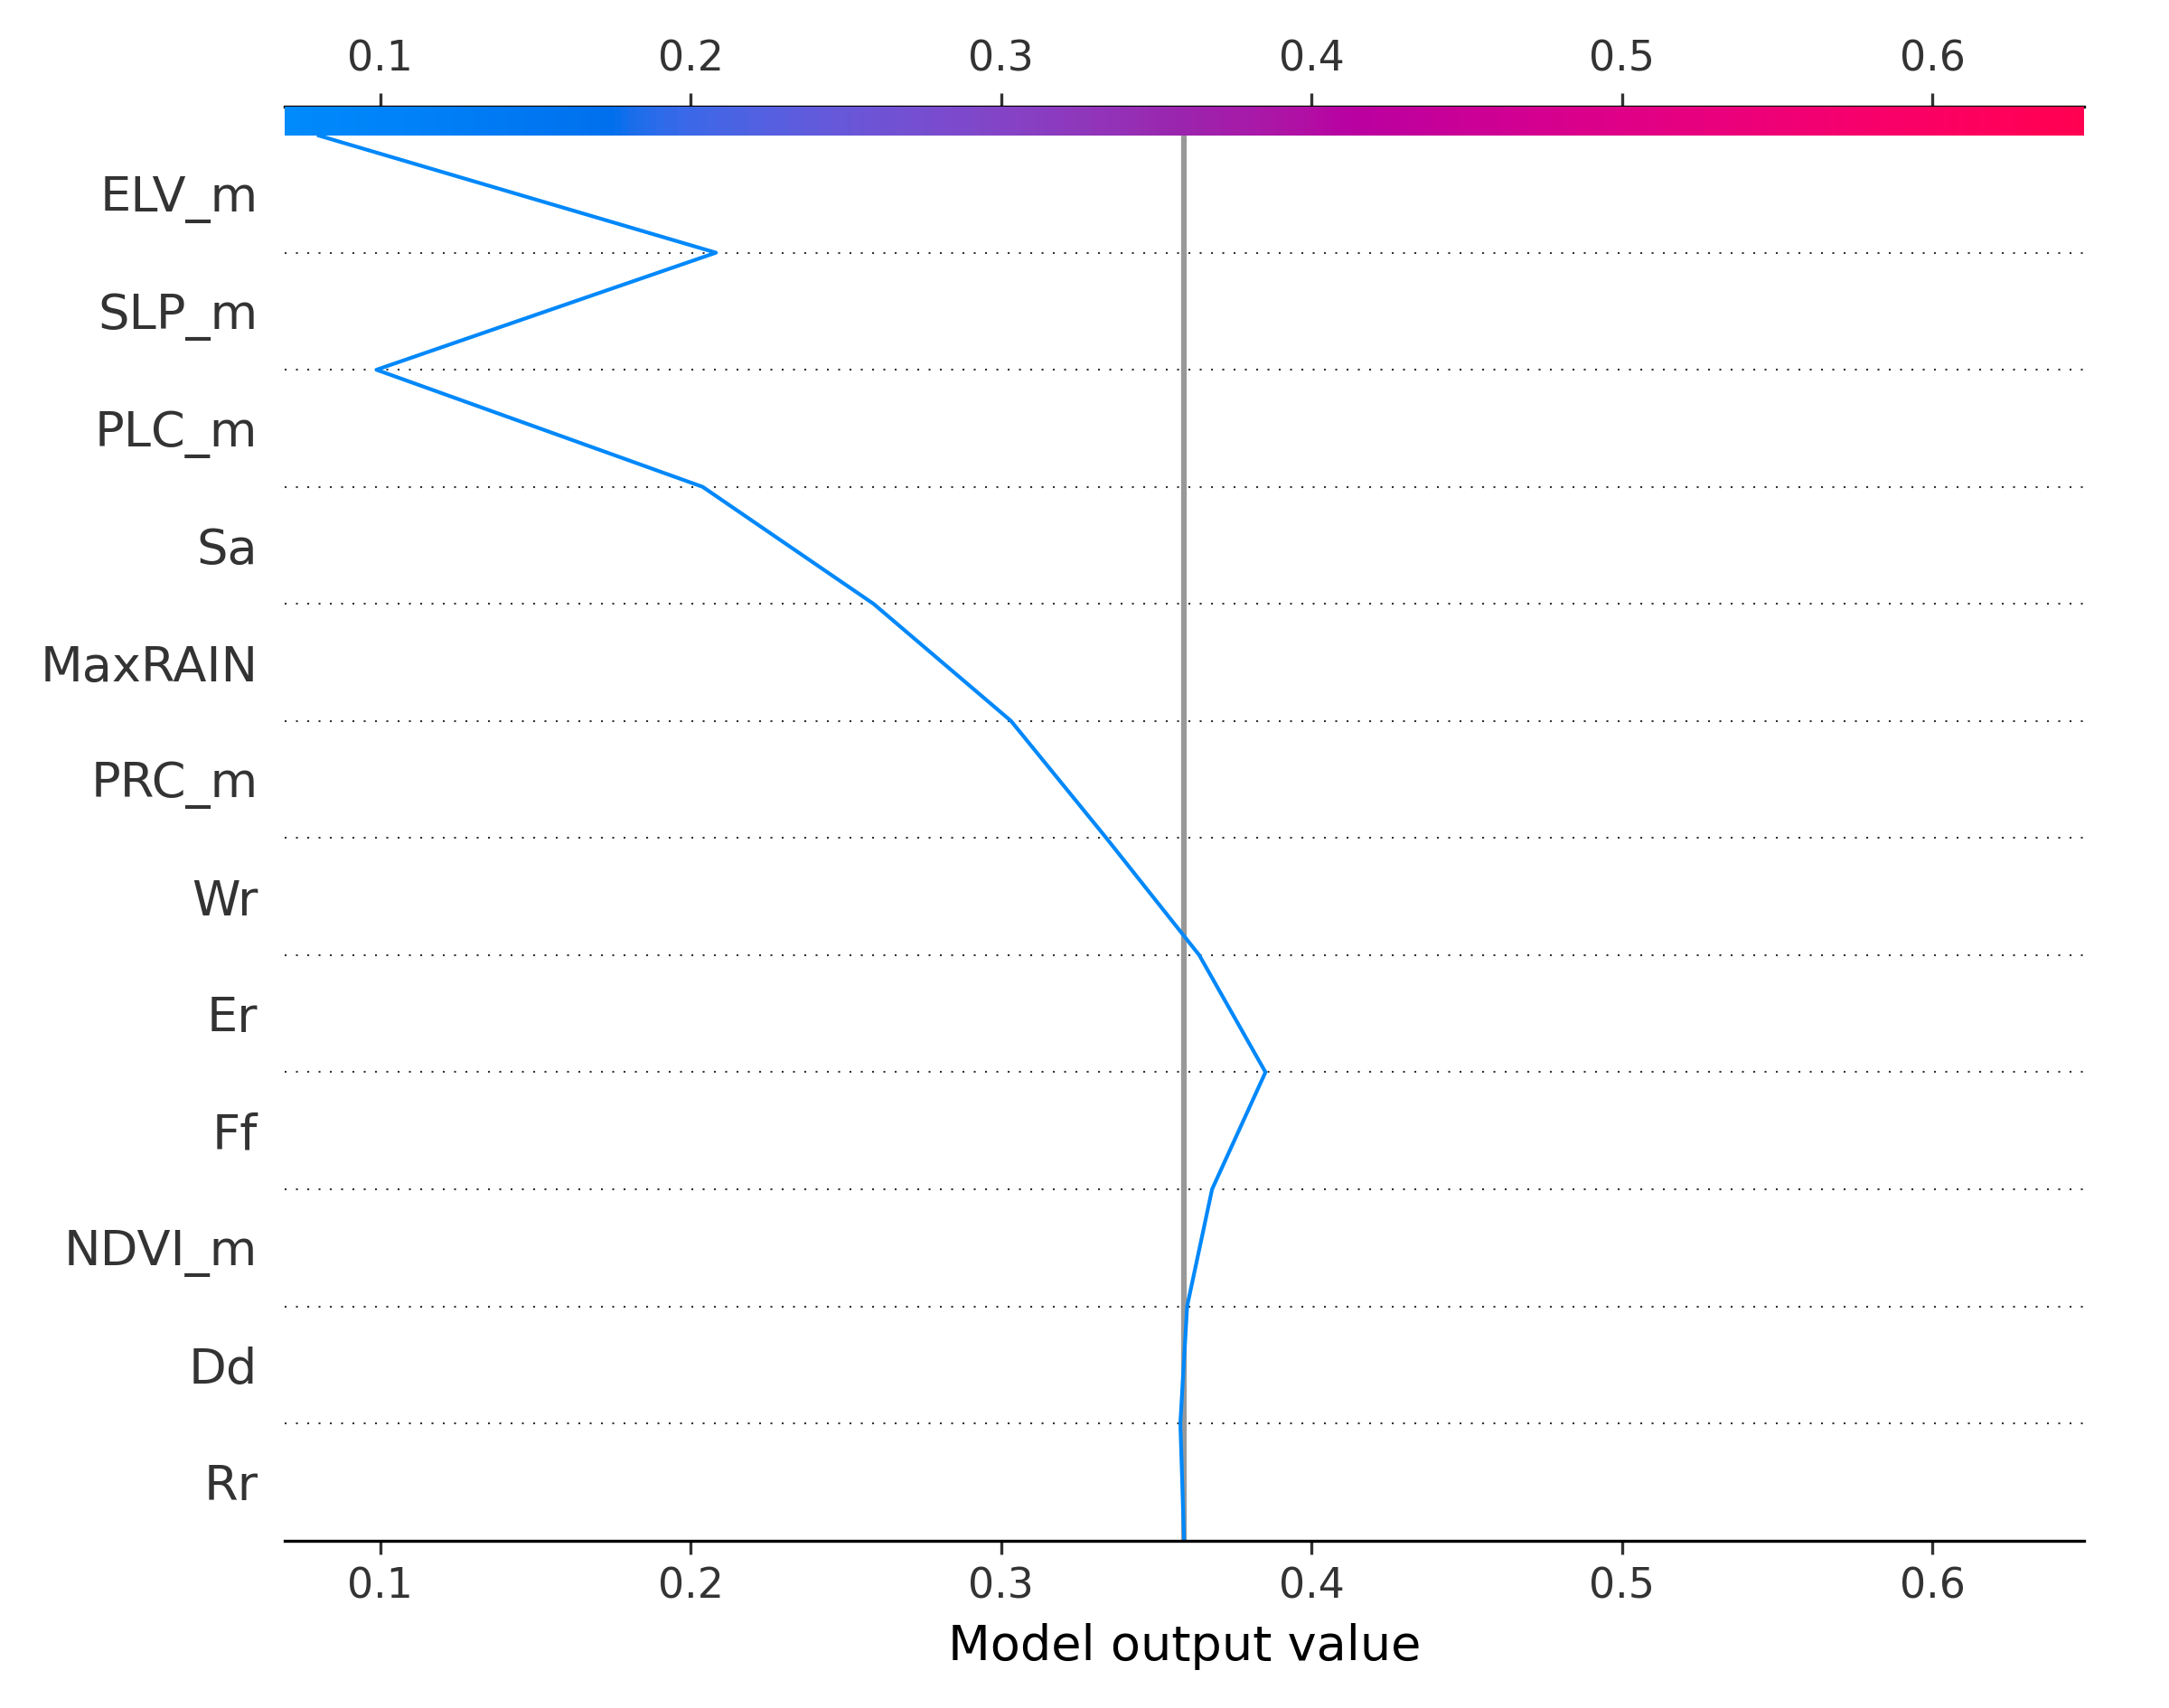 0.1 0.2 0.3 0.4 0.5 0.6
ELV_m
SLP_m
PLC_m
Sa
MaxRAIN
PRC_m
Wr
Er
Ff
NDVI_m
Dd
Rr
0.1 0.2 0.3 0.4 0.5 0.6
Model output value